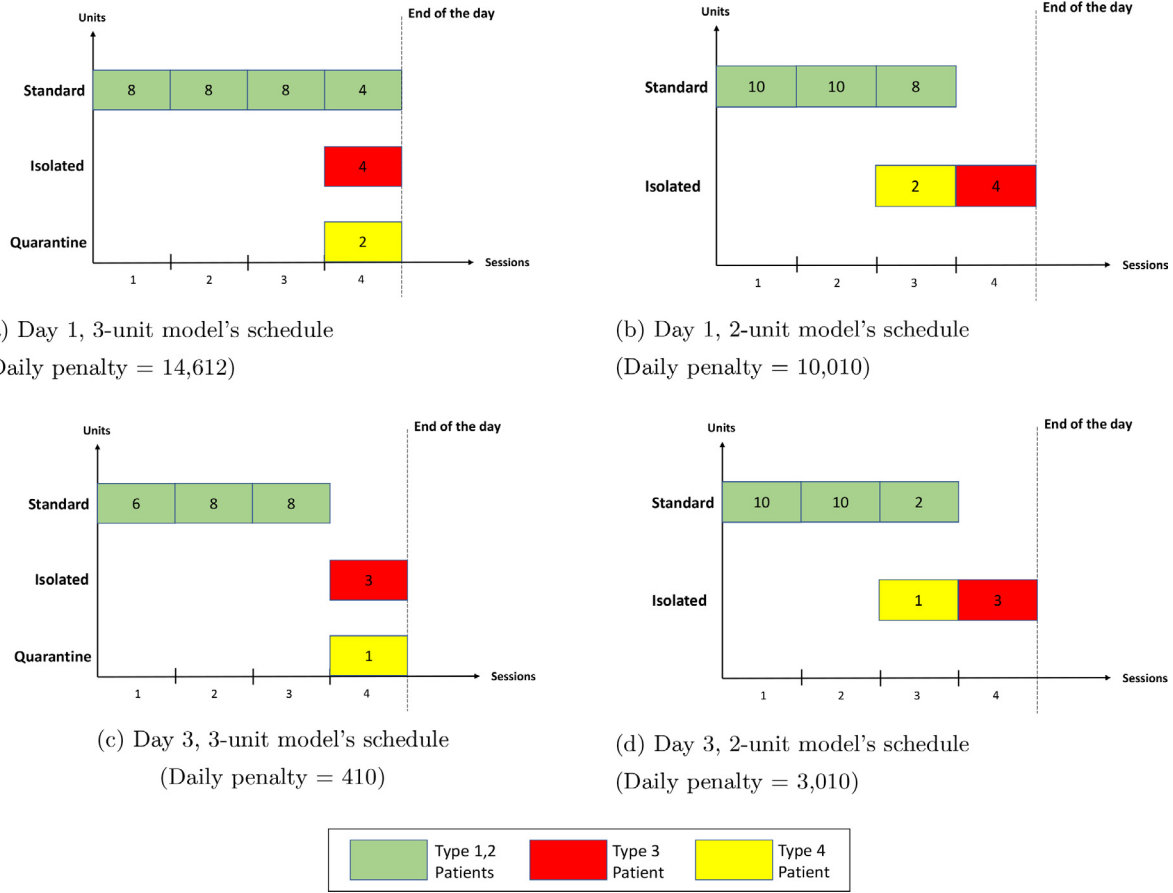 Units
End of the day
Standard
8
8
8
4
Isolated
4
Quarantine
2
Sessions
1
2
3
4
) Day 1, 3-unit model's schedule
Daily penalty = 14,612)
Units
End of the day
Standard
10
10
8
Isolated
2
4
Sessions
1
2
3
4
(b) Day 1, 2-unit model's schedule
(Daily penalty = 10,010)
Units
End of the day
Standard
6
8
8
Isolated
3
Quarantine
1
Sessions
1
2
3
4
(c) Day 3, 3-unit model's schedule
(Daily penalty = 410)
Units
End of the day
Standard
10
10
2
Isolated
1
3
Sessions
1
2
3
4
(d) Day 3, 2-unit model's schedule
(Daily penalty = 3,010)
Type 1,2
Patients
Type 3
Patient
Type 4
Patient